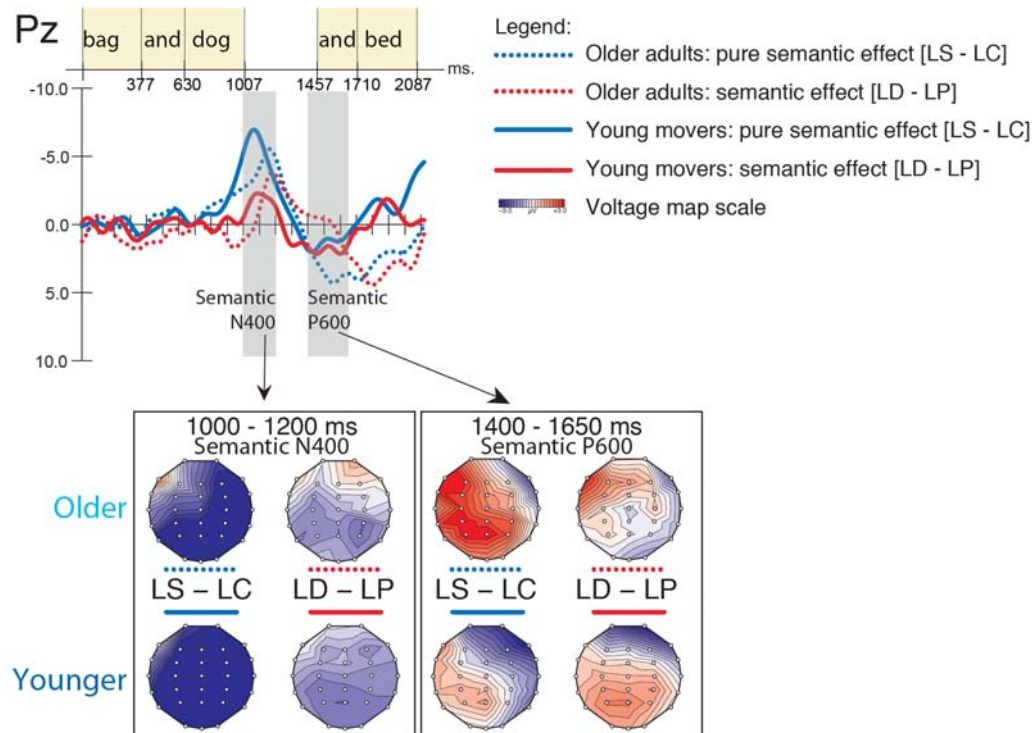 Pz
bag and dog and bed
ms.
377 630 1007 1457 1710 2087
-10.0
-5.0
0.0
5.0
10.0
Semantic N400
Semantic P600
Legend:
Older adults: pure semantic effect [LS - LC]
Older adults: semantic effect [LD - LP]
Young movers: pure semantic effect [LS - LC]
Young movers: semantic effect [LD - LP]
Voltage map scale
1000 - 1200 ms
Semantic N400
1400 - 1650 ms
Semantic P600
Older
LS – LC LD – LP LS – LC LD – LP
Younger